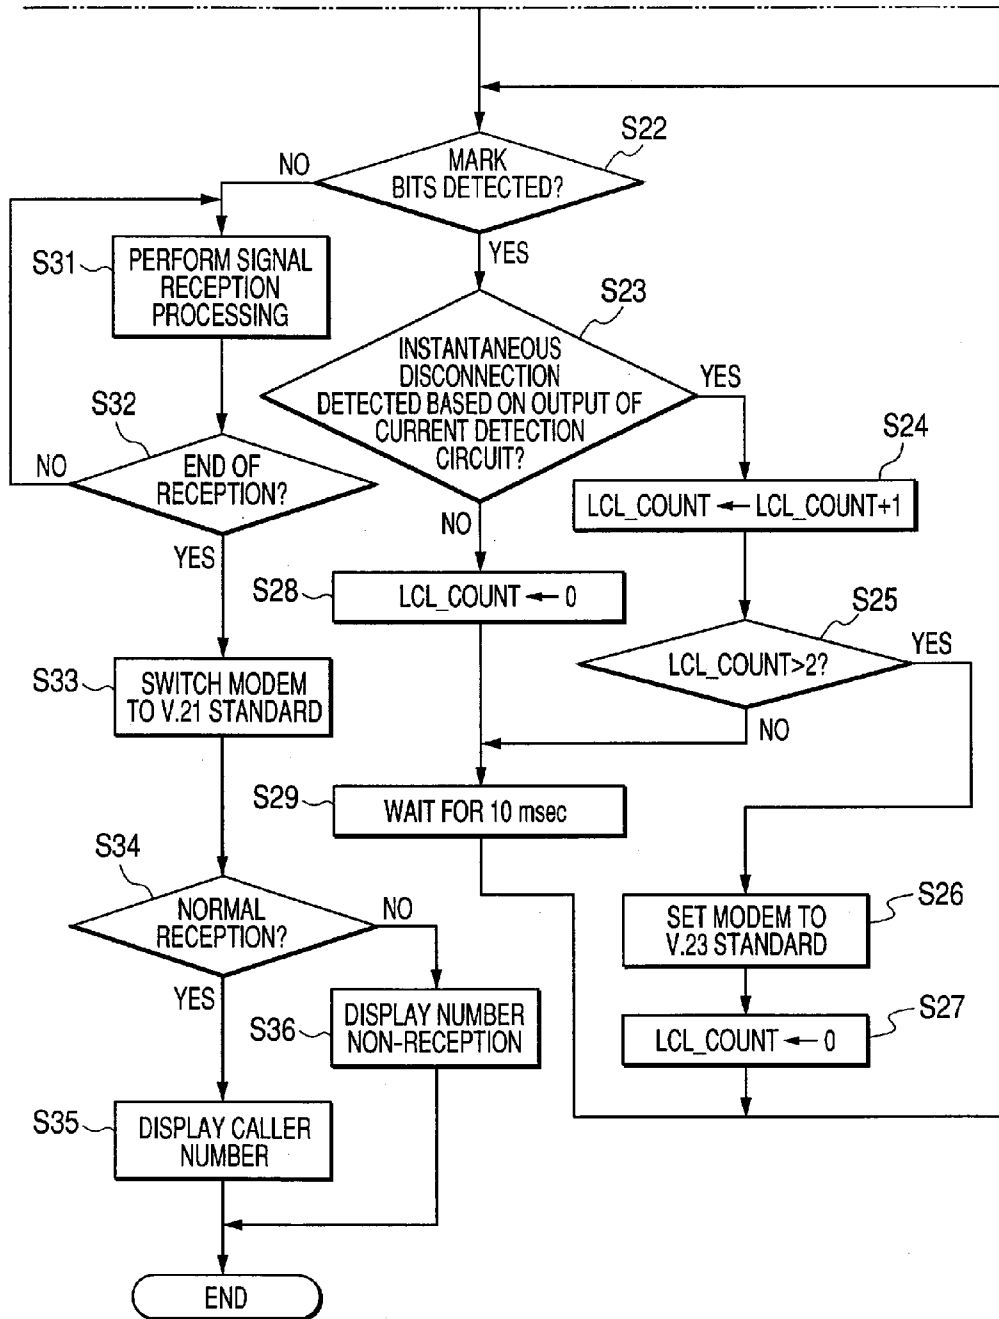 S22
MARK
BITS DETECTED?
NO
YES
S31
PERFORM SIGNAL
RECEPTION
PROCESSING
S23
INSTANTANEOUS
DISCONNECTION
DETECTED BASED ON OUTPUT OF
CURRENT DETECTION
CIRCUIT?
YES
NO
S32
END OF
RECEPTION?
NO
YES
S24
LCL_COUNT ← LCL_COUNT+1
S28
LCL_COUNT ← 0
S25
LCL_COUNT>2?
YES
NO
S33
SWITCH MODEM
TO V.21 STANDARD
S29
WAIT FOR 10 msec
S34
NORMAL
RECEPTION?
NO
YES
S26
SET MODEM TO
V.23 STANDARD
S36
DISPLAY NUMBER
NON-RECEPTION
S27
LCL_COUNT ← 0
S35
DISPLAY CALLER
NUMBER
END